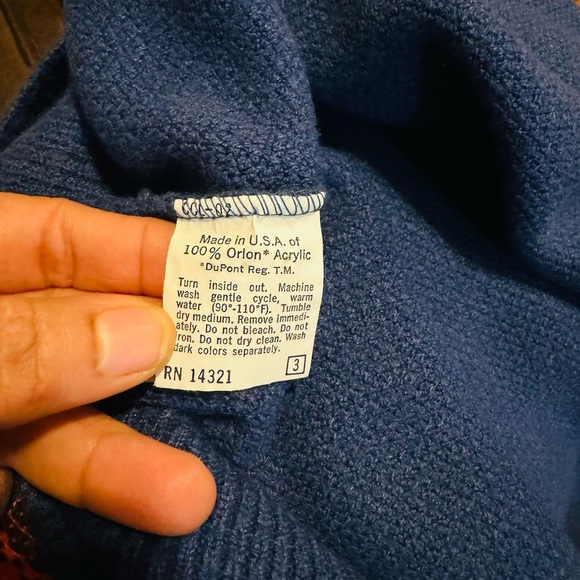 Made in U.S.A. of
100% Orlon* Acrylic
*DuPont Reg. T.M.
Turn inside out. Machine
wash gentle cycle, warm
water (90°-110°F). Tumble
dry medium. Remove immedi-
ately. Do not bleach. Do not
iron. Do not dry clean. Wash
dark colors separately.
3
RN 14321